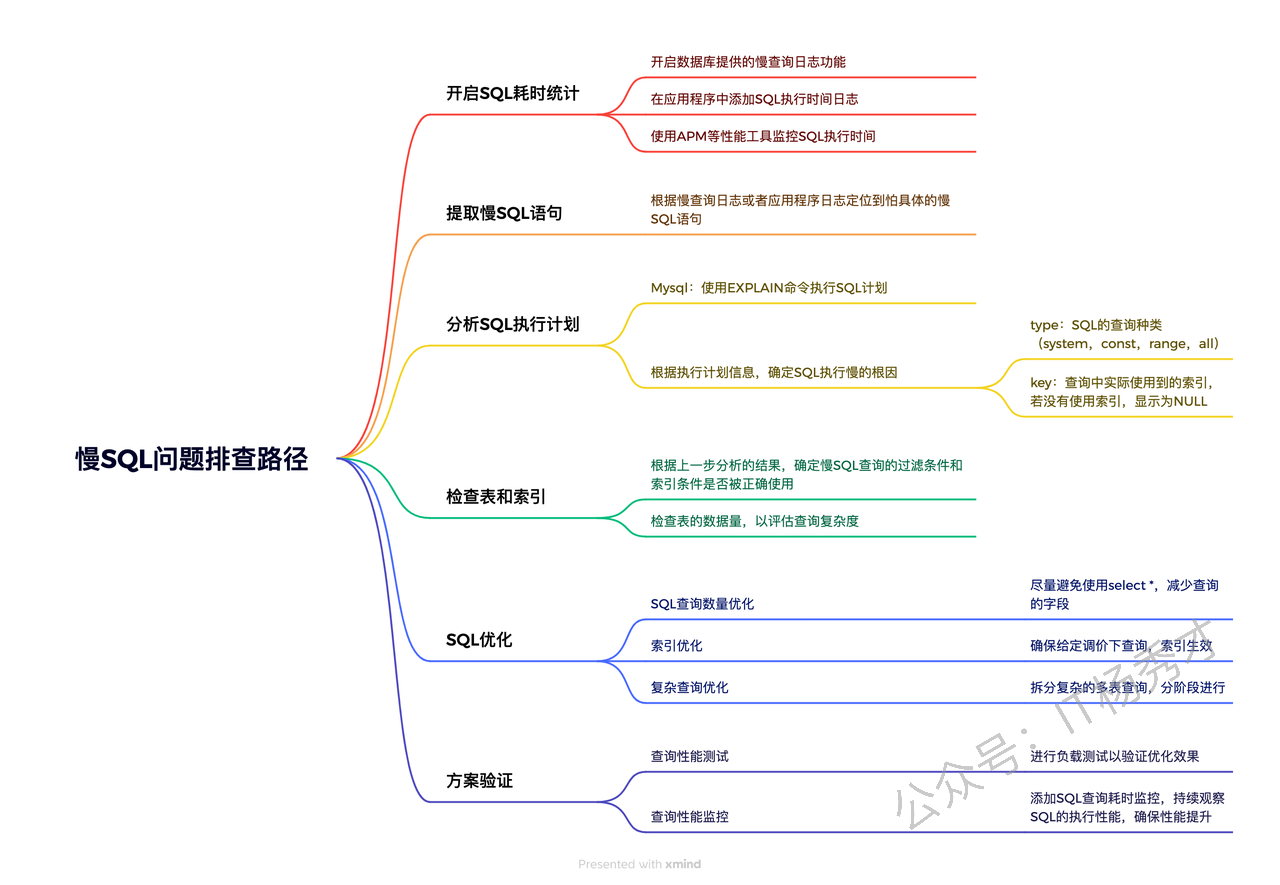 慢SQL问题排查路径
开启SQL耗时统计
开启数据库提供的慢查询日志功能
在应用程序中添加SQL执行时间日志
使用APM等性能工具监控SQL执行时间
提取慢SQL语句
根据慢查询日志或者应用程序日志定位到怕具体的慢
SQL语句
分析SQL执行计划
Mysql：使用EXPLAIN命令执行SQL计划
根据执行计划信息，确定SQL执行慢的根因
type：SQL的查询种类
（system，const，range，all）
key：查询中实际使用到的索引，
若没有使用索引，显示为NULL
检查表和索引
根据上一步分析的结果，确定慢SQL查询的过滤条件和
索引条件是否被正确使用
检查表的数据量，以评估查询复杂度
SQL优化
SQL查询数量优化
尽量避免使用select *，减少查询
的字段
索引优化
确保给定调价下查询，索引生效
复杂查询优化
拆分复杂的多表查询，分阶段进行
方案验证
查询性能测试
进行负载测试以验证优化效果
查询性能监控
添加SQL查询耗时监控，持续观察
SQL的执行性能，确保性能提升
公众号：IT杨秀才
Presented with xmind